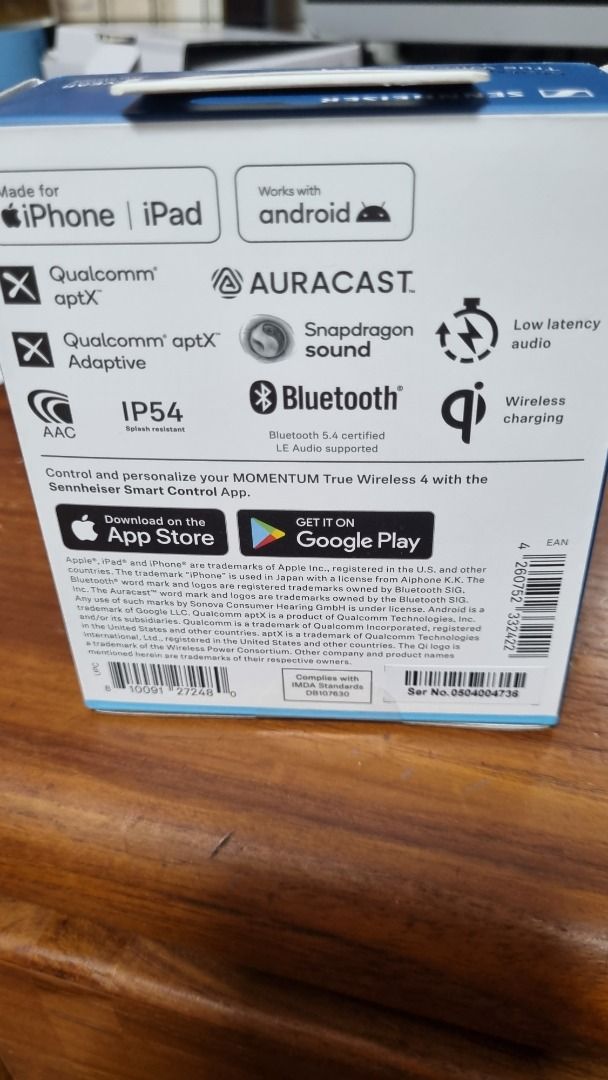 SENNHEISER
Made for
iPhone | iPad
Works with
android
Qualcomm®
aptX™
AURACAST™
Qualcomm® aptX™
Adaptive
Snapdragon
sound
Low latency
audio
AAC
IP54
Splash resistant
Bluetooth®
Bluetooth 5.4 certified
LE Audio supported
qi
Wireless
charging
Control and personalize your MOMENTUM True Wireless 4 with the
Sennheiser Smart Control App.
Download on the
App Store
GET IT ON
Google Play
Apple®, iPad® and iPhone® are trademarks of Apple Inc., registered in the U.S. and other
countries. The trademark "iPhone" is used in Japan with a license from Aiphone K.K. The
Bluetooth® word mark and logos are registered trademarks owned by Bluetooth SIG,
Inc. The Auracast™ word mark and logos are trademarks owned by the Bluetooth SIG.
Any use of such marks by Sonova Consumer Hearing GmbH is under license. Android is a
trademark of Google LLC. Qualcomm aptX is a product of Qualcomm Technologies, Inc.
and/or its subsidiaries. Qualcomm is a trademark of Qualcomm Incorporated, registered
in the United States and other countries. aptX is a trademark of Qualcomm Technologies
International, Ltd., registered in the United States and other countries. The Qi logo is
a trademark of the Wireless Power Consortium. Other company and product names
mentioned herein are trademarks of their respective owners.
EAN
4 260752 332422
UPC
8 10091 27248 0
Complies with
IMDA Standards
DB107630
Ser No.0504004736